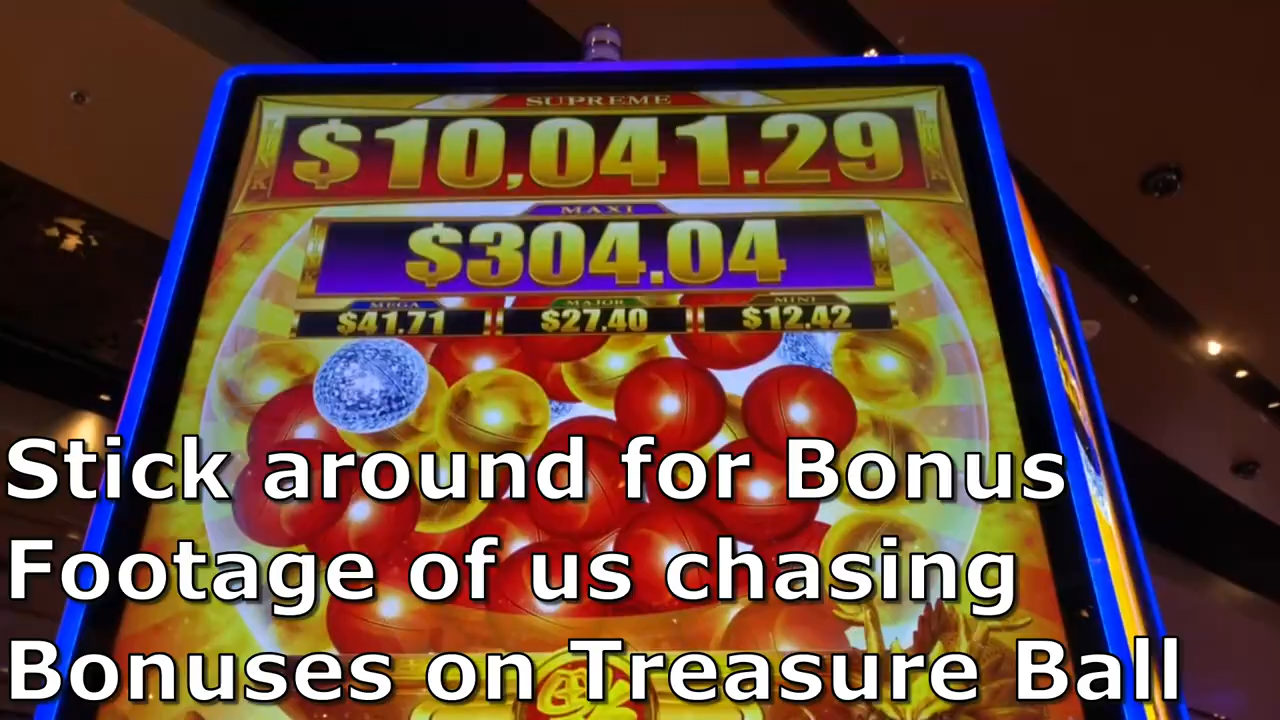 SUPREME
$10,041.29
MAXI
$304.04
MEGA MAJOR MINI
$41.71 $27.40 $12.42
Stick around for Bonus
Footage of us chasing
Bonuses on Treasure Ball